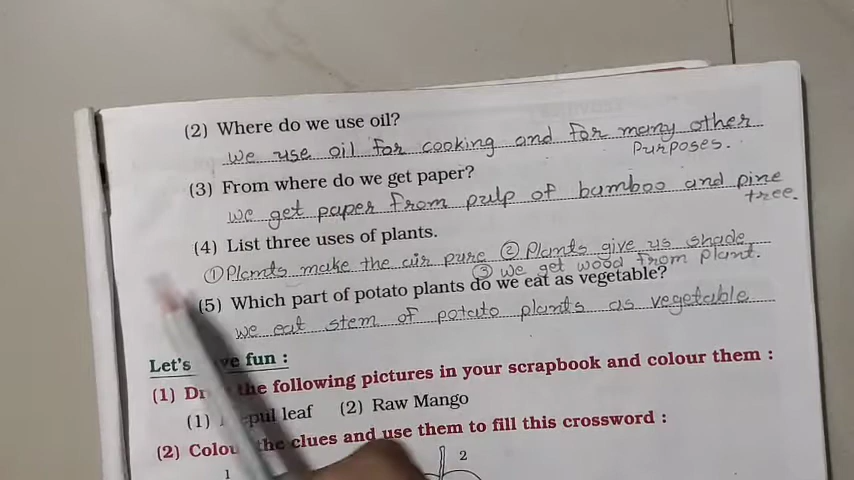 (2) Where do we use oil?
we use oil for cooking and for many other
purposes.
(3) From where do we get paper?
we get paper from pulp of bamboo and pine
tree.
(4) List three uses of plants.
①Plants make the air pure ② Plants give us shade
③ we get wood from plant.
(5) Which part of potato plants do we eat as vegetable?
we eat stem of potato plants as vegetable
Let's fun :
(1) the following pictures in your scrapbook and colour them :
(1) leaf (2) Raw Mango
(2) the clues and use them to fill this crossword :
1 2